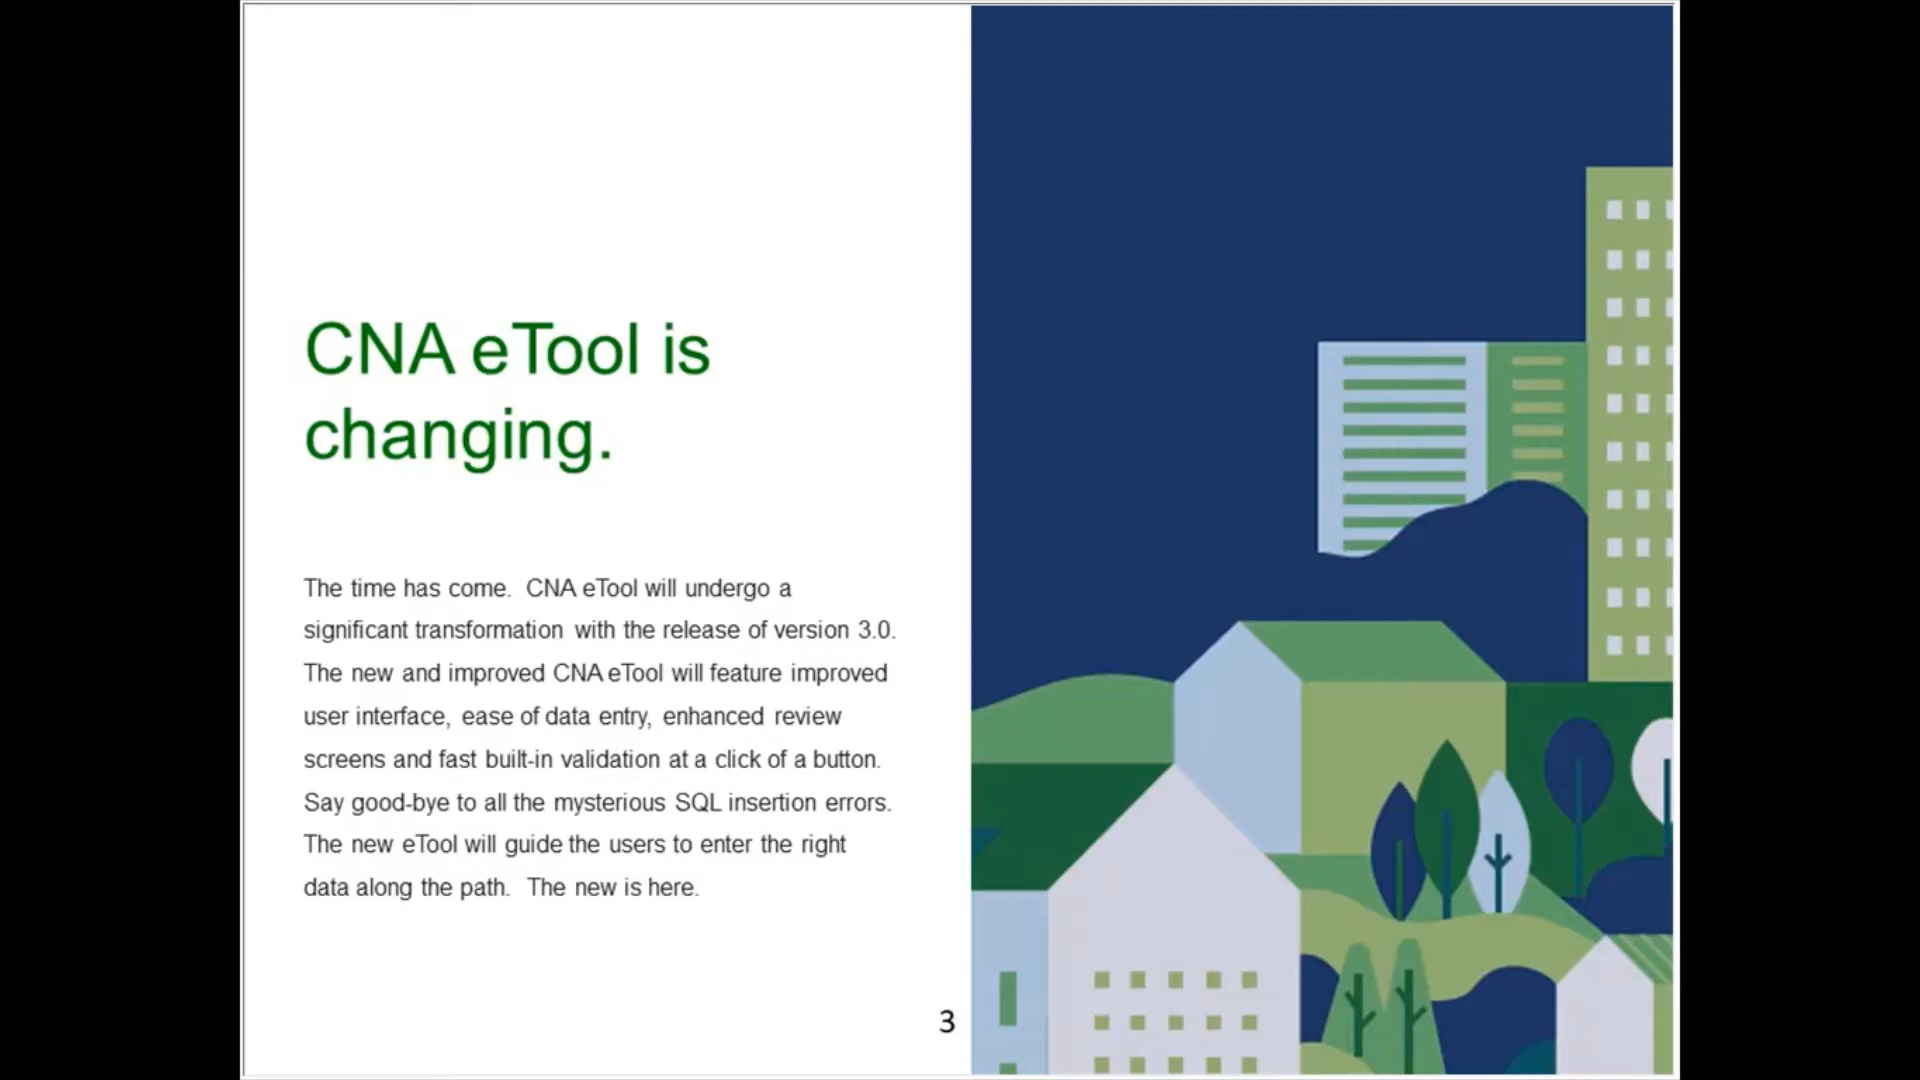 CNA eTool is
changing.
The time has come. CNA eTool will undergo a
significant transformation with the release of version 3.0.
The new and improved CNA eTool will feature improved
user interface, ease of data entry, enhanced review
screens and fast built-in validation at a click of a button.
Say good-bye to all the mysterious SQL insertion errors.
The new eTool will guide the users to enter the right
data along the path. The new is here.
3